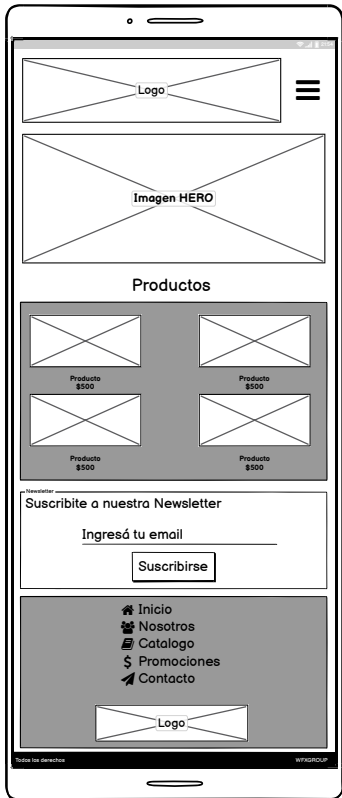 Logo
Imagen HERO
Productos
Producto
$500
Producto
$500
Producto
$500
Producto
$500
Newsletter
Suscribite a nuestra Newsletter
Ingresá tu email
Suscribirse
Inicio
Nosotros
Catalogo
$ Promociones
Contacto
Logo
Todos los derechos
WFXGROUP